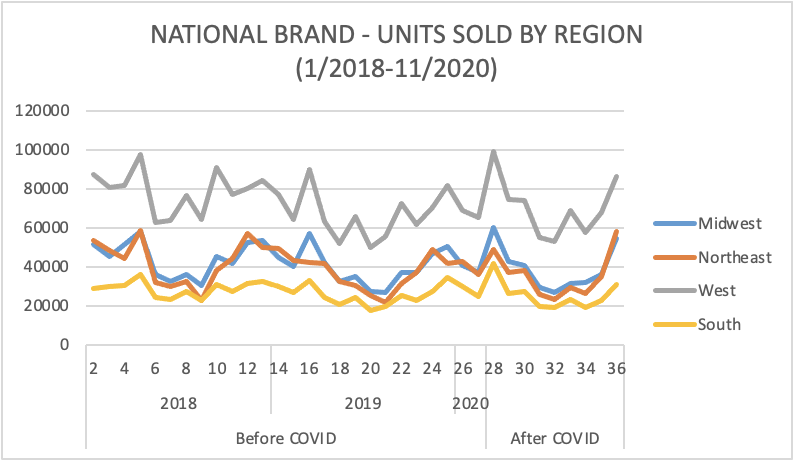 NATIONAL BRAND - UNITS SOLD BY REGION
(1/2018-11/2020)
120000
100000
80000
60000
40000
20000
0
Midwest
Northeast
West
South
2 4 6 8 10 12 14 16 18 20 22 24 26 28 30 32 34 36
2018 2019 2020
Before COVID After COVID